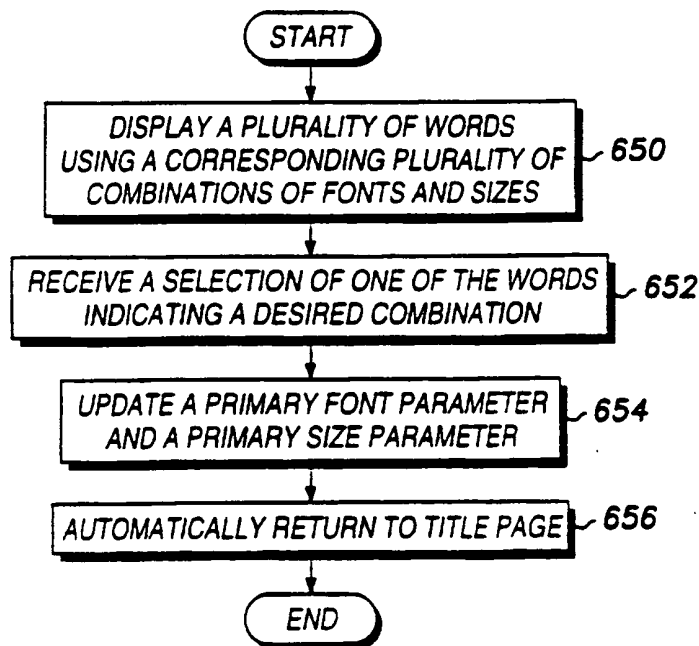 START
DISPLAY A PLURALITY OF WORDS
USING A CORRESPONDING PLURALITY OF
COMBINATIONS OF FONTS AND SIZES
650
RECEIVE A SELECTION OF ONE OF THE WORDS
INDICATING A DESIRED COMBINATION
652
UPDATE A PRIMARY FONT PARAMETER
AND A PRIMARY SIZE PARAMETER
654
AUTOMATICALLY RETURN TO TITLE PAGE
656
END